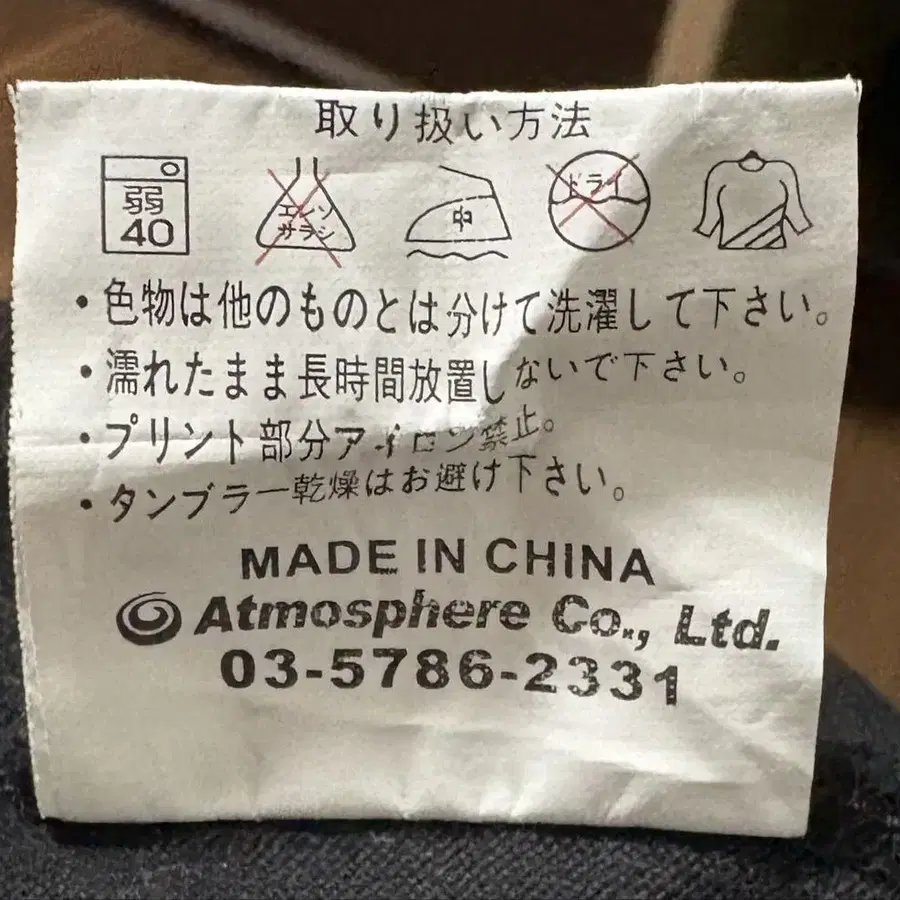 取り扱い方法
弱 40
エンソ サラシ
中
ドライ
・色物は他のものとは分けて洗濯して下さい。
・濡れたまま長時間放置しないで下さい。
・プリント部分アイロン禁止。
・タンブラー乾燥はお避け下さい。
MADE IN CHINA
Atmosphere Co., Ltd.
03-5786-2331